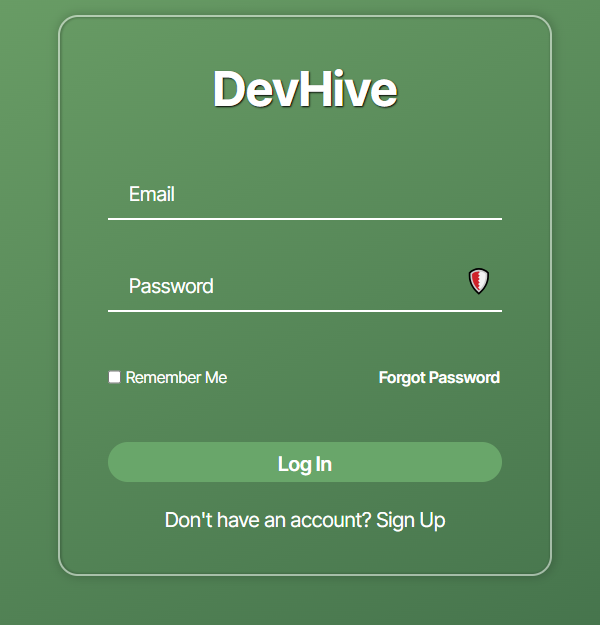 DevHive
Email
Password
Remember Me
Forgot Password
Log In
Don't have an account? Sign Up